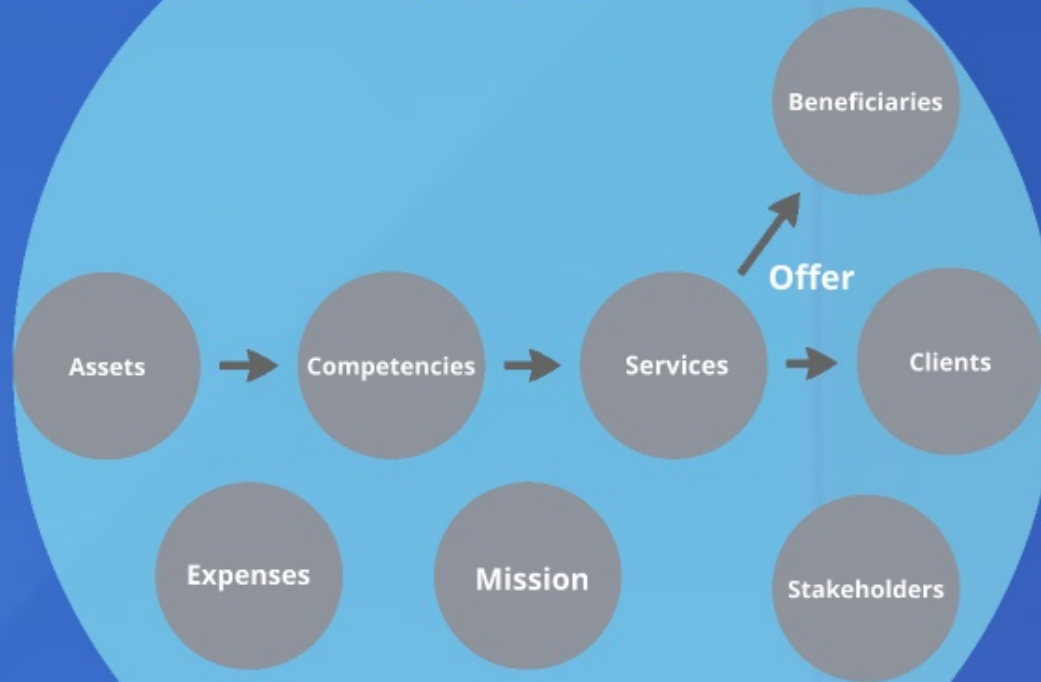 Beneficiaries
Offer
Assets
Competencies
Services
Clients
Expenses
Mission
Stakeholders